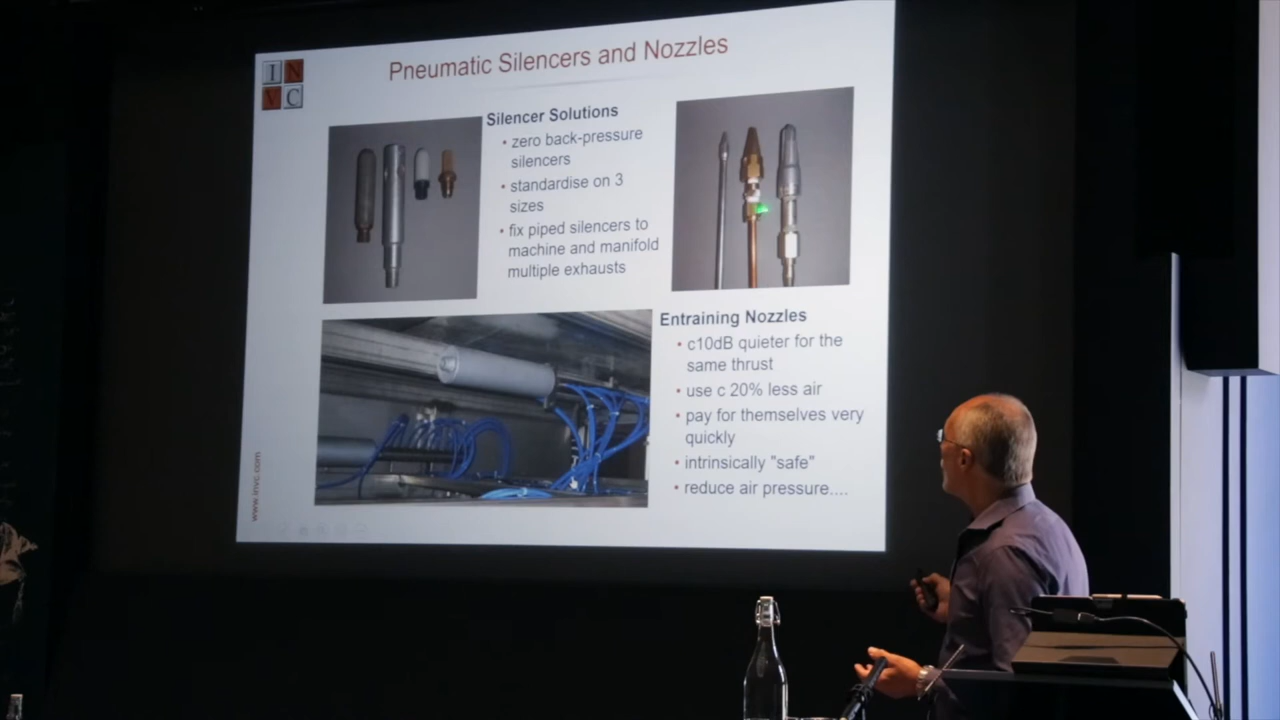 I N
V C
Pneumatic Silencers and Nozzles
Silencer Solutions
• zero back-pressure
silencers
• standardise on 3
sizes
• fix piped silencers to
machine and manifold
multiple exhausts
Entraining Nozzles
• c10dB quieter for the
same thrust
• use c 20% less air
• pay for themselves very
quickly
• intrinsically "safe"
• reduce air pressure....
www.invc.com